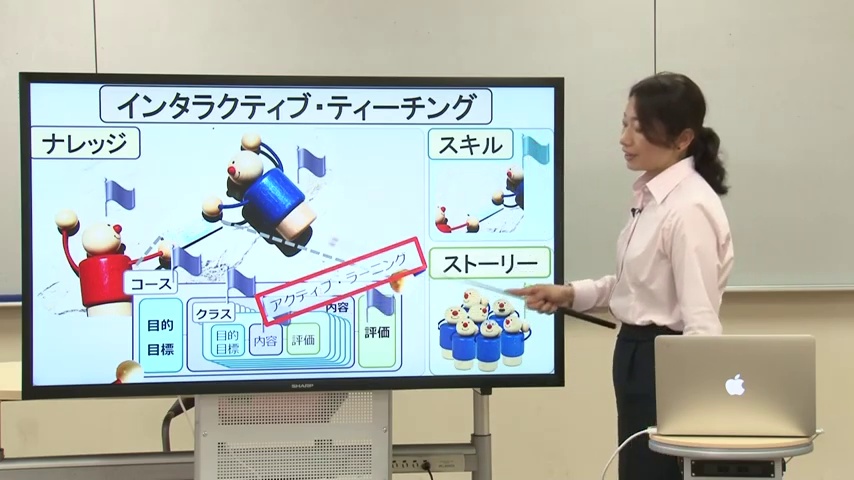 インタラクティブ・ティーチング
ナレッジ
スキル
ストーリー
コース
アクティブ・ラーニング
目的
目標
クラス
目的
目標
内容
評価
内容
評価
SHARP